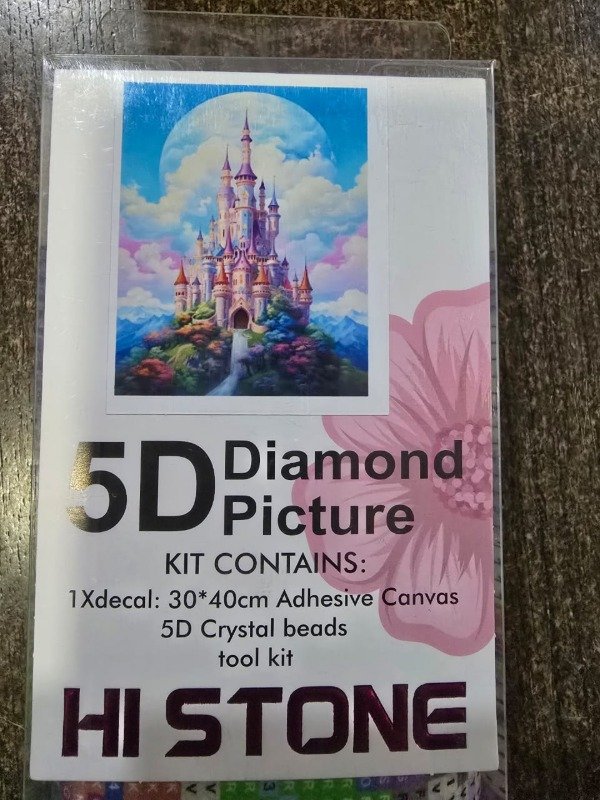 5D Diamond
Picture
KIT CONTAINS:
1Xdecal: 30*40cm Adhesive Canvas
5D Crystal beads
tool kit
HI STONE